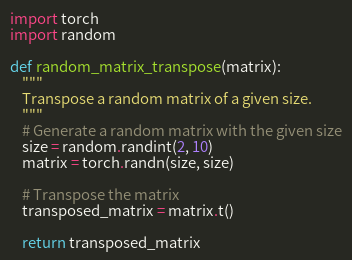 import torch
import random

def random_matrix_transpose(matrix):
    """
    Transpose a random matrix of a given size.
    """
    # Generate a random matrix with the given size
    size = random.randint(2, 10)
    matrix = torch.randn(size, size)

    # Transpose the matrix
    transposed_matrix = matrix.t()

    return transposed_matrix